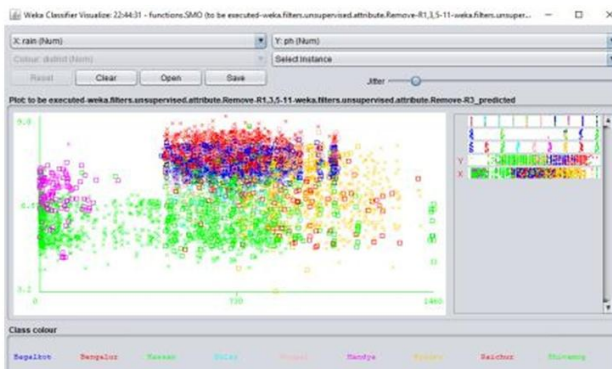 Weka Classifier Visualize: 22:44:31 - functions.SMO (to be executed-weka.filters.unsupervised.attribute.Remove-R1,3,5-11-weka.filters.unsuper...
X: rain (Num)
Y: ph (Num)
Colour: district (Nom)
Select Instance
Reset
Clear
Open
Save
Jitter
Plot: to be executed-weka.filters.unsupervised.attribute.Remove-R1,3,5-11-weka.filters.unsupervised.attribute.Remove-R3_predicted
0
730
1460
Y
X
Class colour
Bagalkot
Bengalur
Hassan
Mandya
Raichur
Shivamog